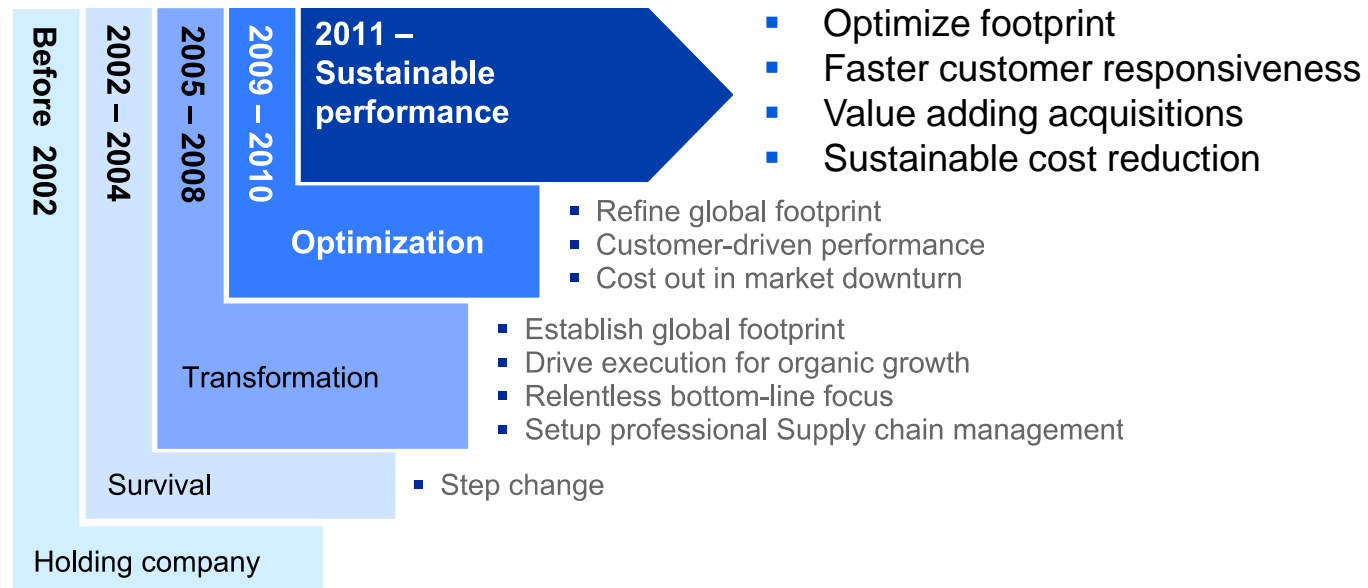 Before 2002
2002 – 2004
2005 – 2008
2009 – 2010
2011 –
Sustainable
performance
▪ Optimize footprint
▪ Faster customer responsiveness
▪ Value adding acquisitions
▪ Sustainable cost reduction
Optimization
▪ Refine global footprint
▪ Customer-driven performance
▪ Cost out in market downturn
Transformation
▪ Establish global footprint
▪ Drive execution for organic growth
▪ Relentless bottom-line focus
▪ Setup professional Supply chain management
Survival
▪ Step change
Holding company